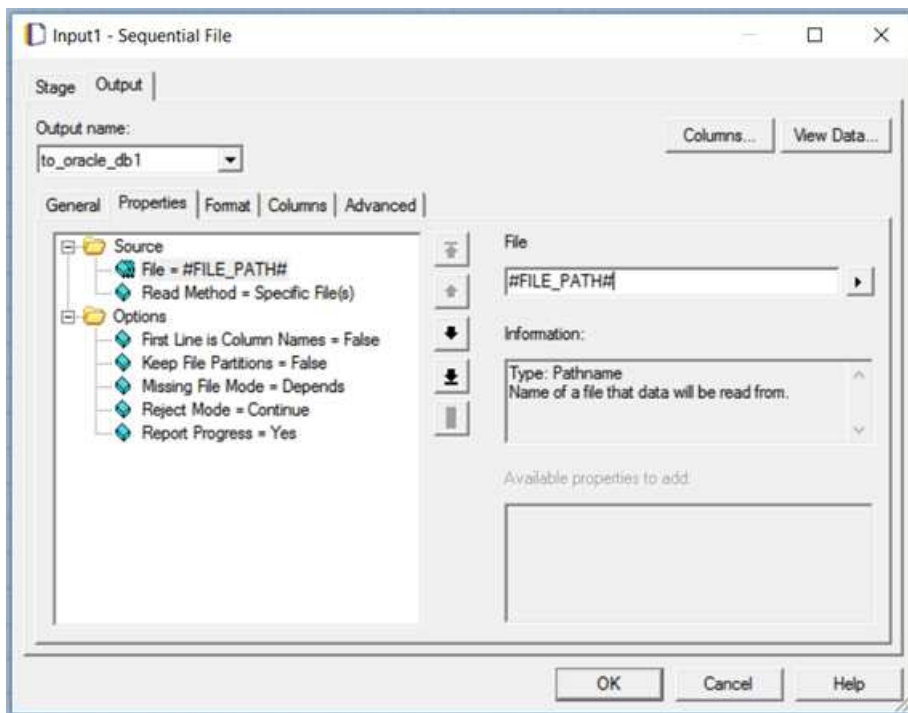 Input1 - Sequential File
Stage Output
Output name:
to_oracle_db1
Columns... View Data...
General Properties Format Columns Advanced
Source
File = #FILE_PATH#
Read Method = Specific File(s)
Options
First Line is Column Names = False
Keep File Partitions = False
Missing File Mode = Depends
Reject Mode = Continue
Report Progress = Yes
File
#FILE_PATH#
Information:
Type: Pathname
Name of a file that data will be read from.
Available properties to add:
OK Cancel Help